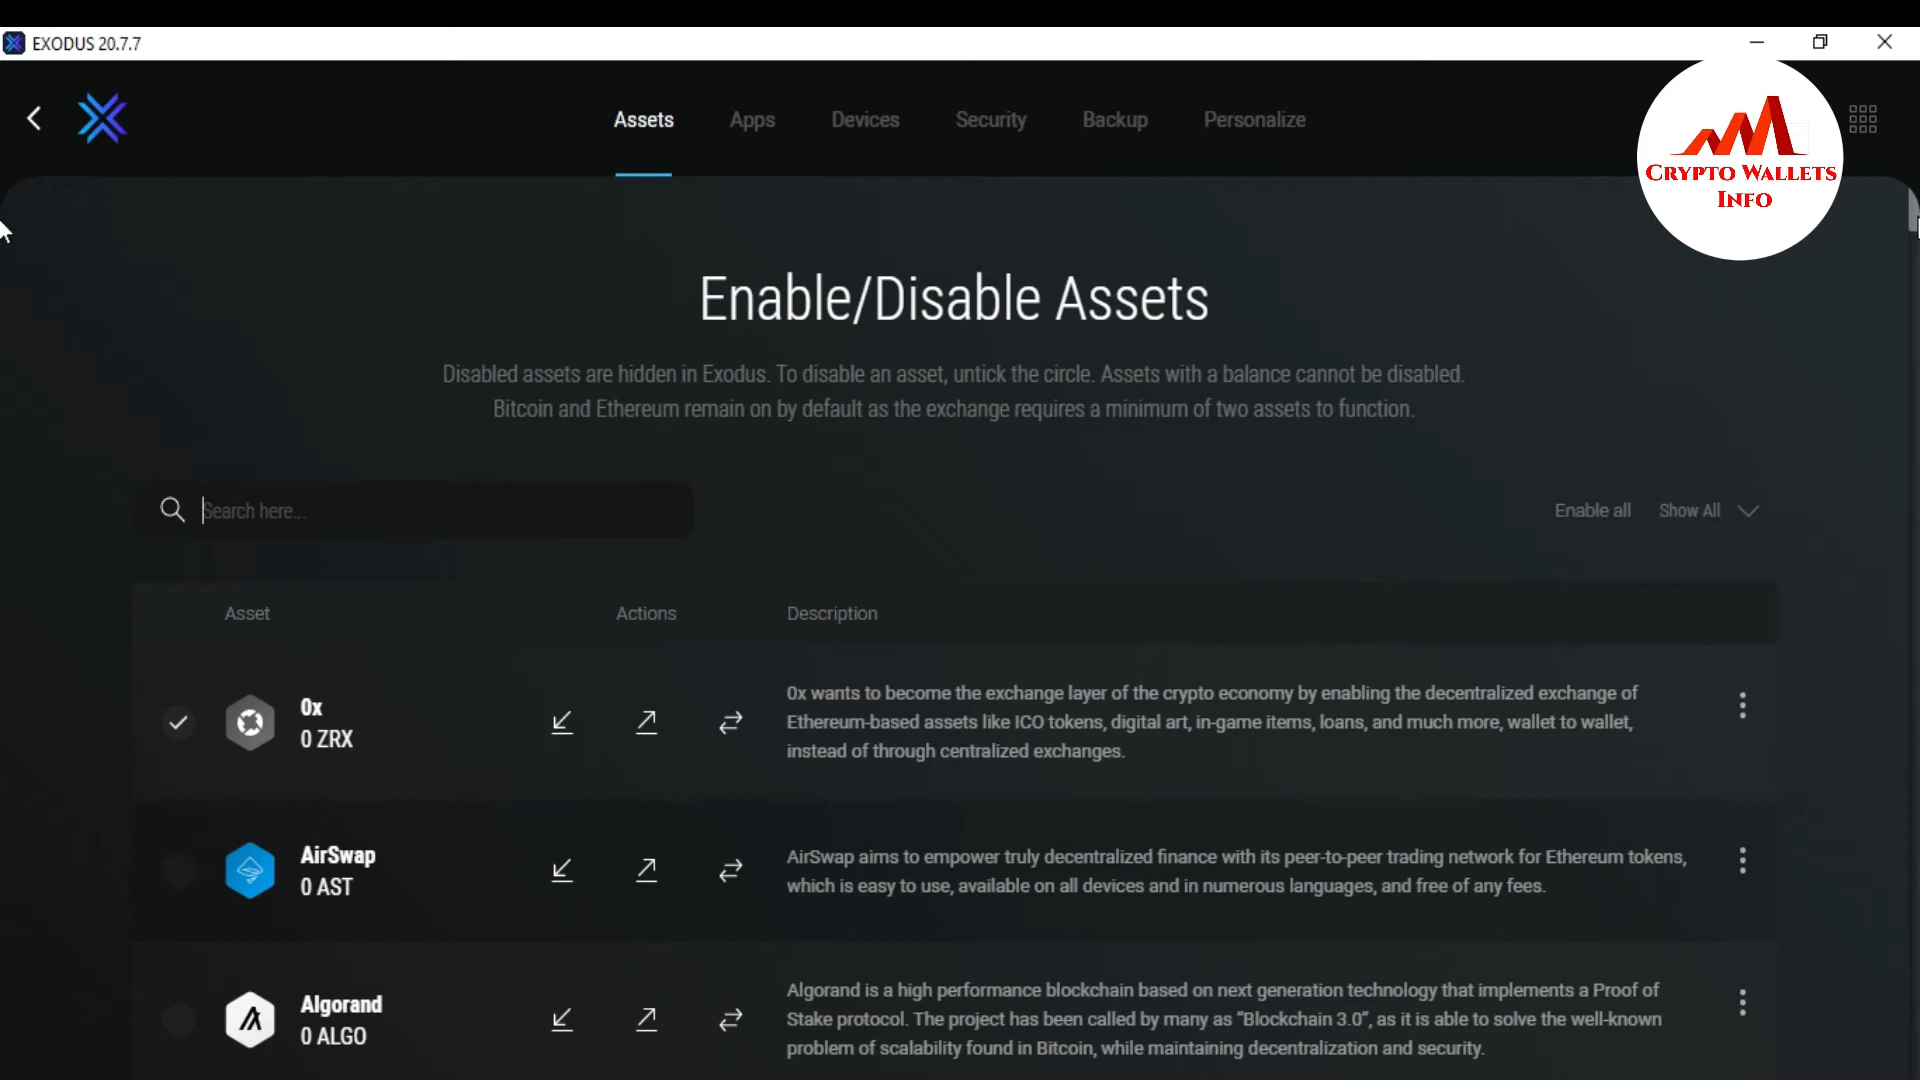 EXODUS 20.7.7
Assets Apps Devices Security Backup Personalize
CRYPTO WALLETS
INFO
Enable/Disable Assets
Disabled assets are hidden in Exodus. To disable an asset, untick the circle. Assets with a balance cannot be disabled.
Bitcoin and Ethereum remain on by default as the exchange requires a minimum of two assets to function.
Search here...
Enable all Show All
Asset Actions Description
0x
0 ZRX
0x wants to become the exchange layer of the crypto economy by enabling the decentralized exchange of
Ethereum-based assets like ICO tokens, digital art, in-game items, loans, and much more, wallet to wallet,
instead of through centralized exchanges.
AirSwap
0 AST
AirSwap aims to empower truly decentralized finance with its peer-to-peer trading network for Ethereum tokens,
which is easy to use, available on all devices and in numerous languages, and free of any fees.
Algorand
0 ALGO
Algorand is a high performance blockchain based on next generation technology that implements a Proof of
Stake protocol. The project has been called by many as “Blockchain 3.0”, as it is able to solve the well-known
problem of scalability found in Bitcoin, while maintaining decentralization and security.